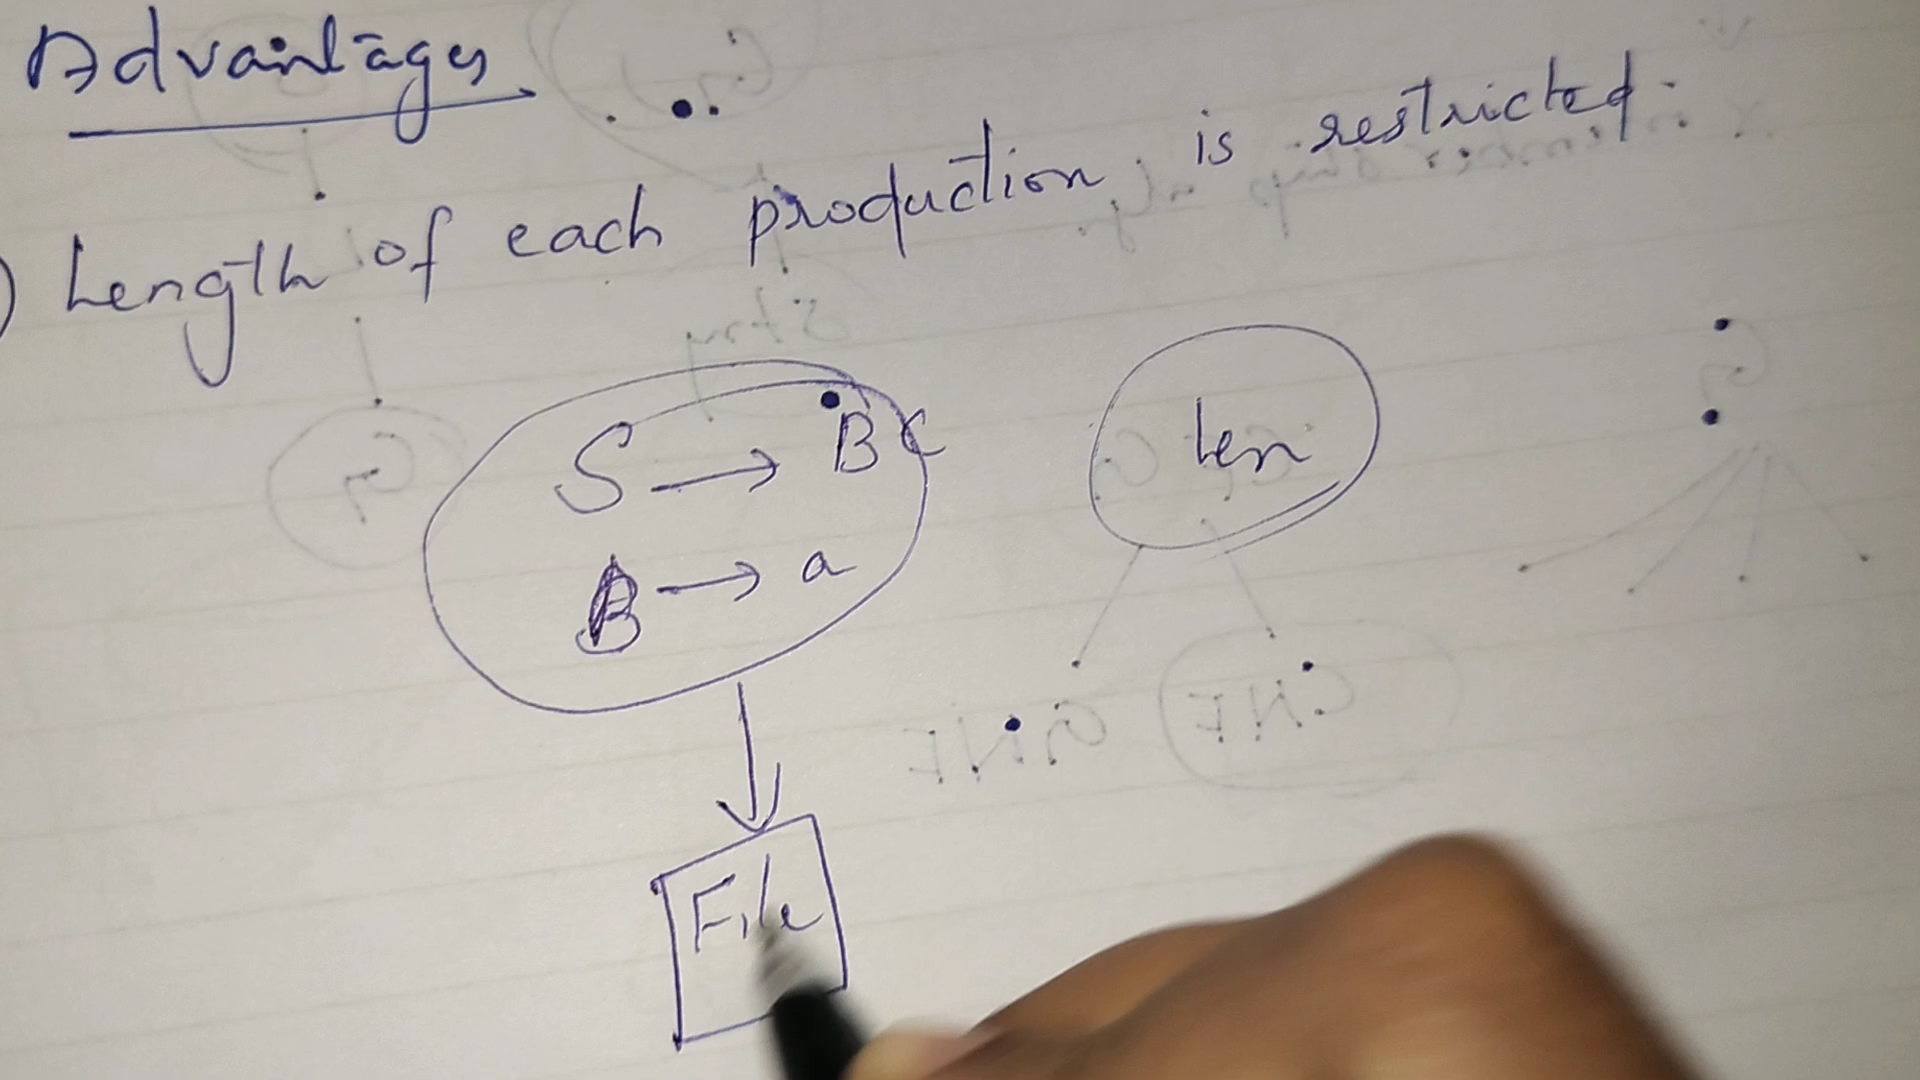 Advantages
) Length of each production is restricted.
S → BC
len
B → a
File